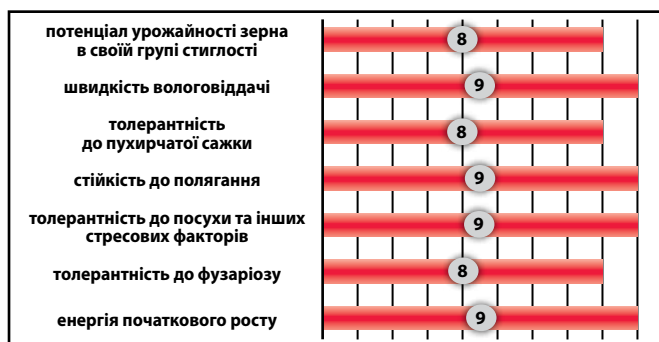 потенціал урожайності зерна
в своїй групі стиглості
8
швидкість вологовіддачі
9
толерантність
до пухирчатої сажки
8
стійкість до полягання
9
толерантність до посухи та інших
стресових факторів
9
толерантність до фузаріозу
8
енергія початкового росту
9